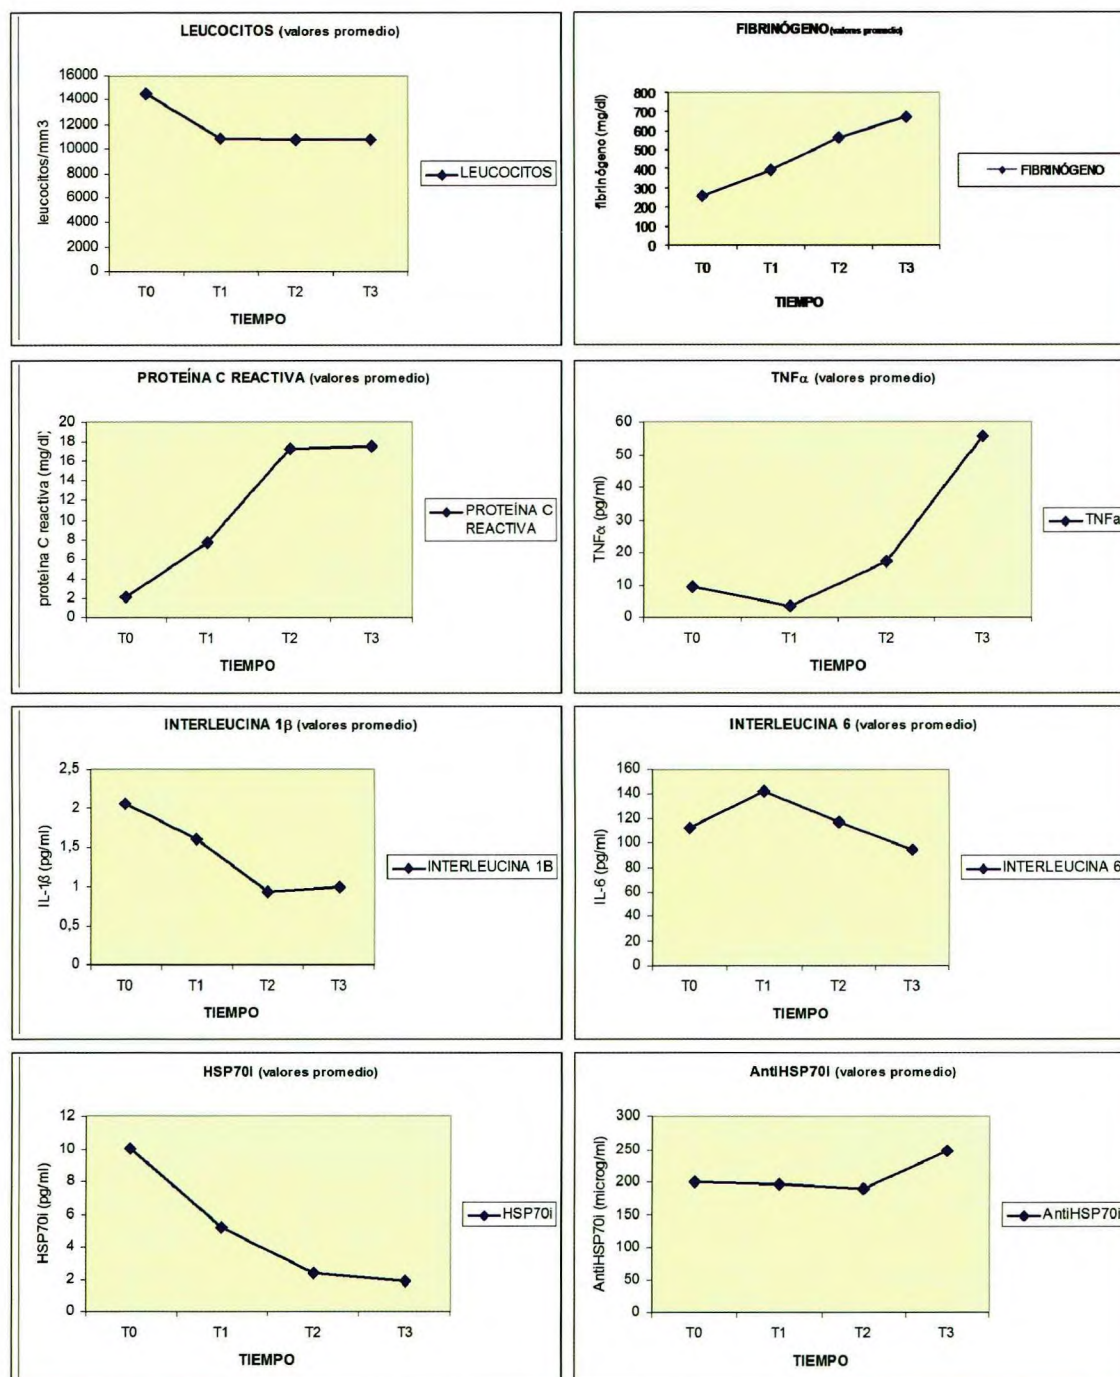 LEUCOCITOS (valores promedio)
leucocitos/mm3
16000
14000
12000
10000
8000
6000
4000
2000
0
T0 T1 T2 T3
TIEMPO
LEUCOCITOS
FIBRINÓGENO (valores promedio)
fibrinógeno (mg/dl)
800
700
600
500
400
300
200
100
0
T0 T1 T2 T3
TIEMPO
FIBRINÓGENO
PROTEÍNA C REACTIVA (valores promedio)
proteína C reactiva (mg/dl)
20
18
16
14
12
10
8
6
4
2
0
T0 T1 T2 T3
TIEMPO
PROTEÍNA C
REACTIVA
TNFα (valores promedio)
TNFα (pg/ml)
60
50
40
30
20
10
0
T0 T1 T2 T3
TIEMPO
TNFa
INTERLEUCINA 1β (valores promedio)
IL-1β (pg/ml)
2,5
2
1,5
1
0,5
0
T0 T1 T2 T3
TIEMPO
INTERLEUCINA 1B
INTERLEUCINA 6 (valores promedio)
IL-6 (pg/ml)
160
140
120
100
80
60
40
20
0
T0 T1 T2 T3
TIEMPO
INTERLEUCINA 6
HSP70i (valores promedio)
HSP70i (pg/ml)
12
10
8
6
4
2
0
T0 T1 T2 T3
TIEMPO
HSP70i
AntiHSP70i (valores promedio)
AntiHSP70i (microg/ml)
300
250
200
150
100
50
0
T0 T1 T2 T3
TIEMPO
AntiHSP70i